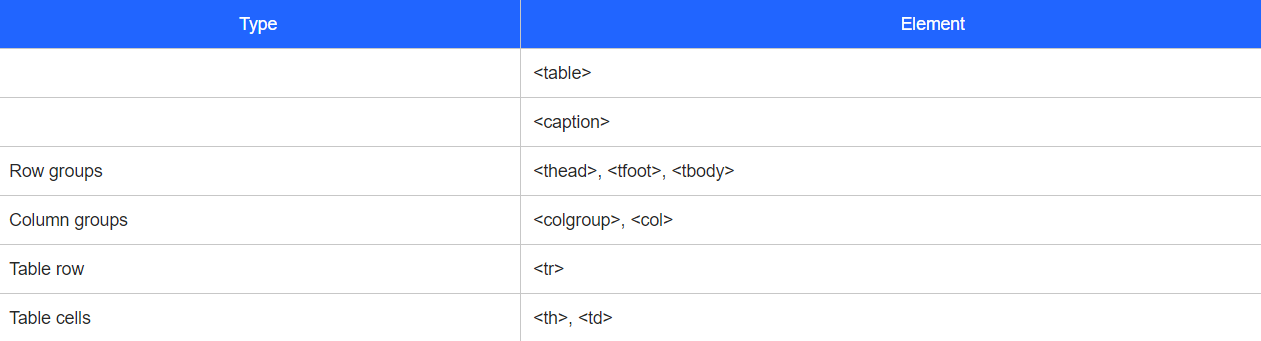 Type Element
<table>
<caption>
Row groups <thead>, <tfoot>, <tbody>
Column groups <colgroup>, <col>
Table row <tr>
Table cells <th>, <td>